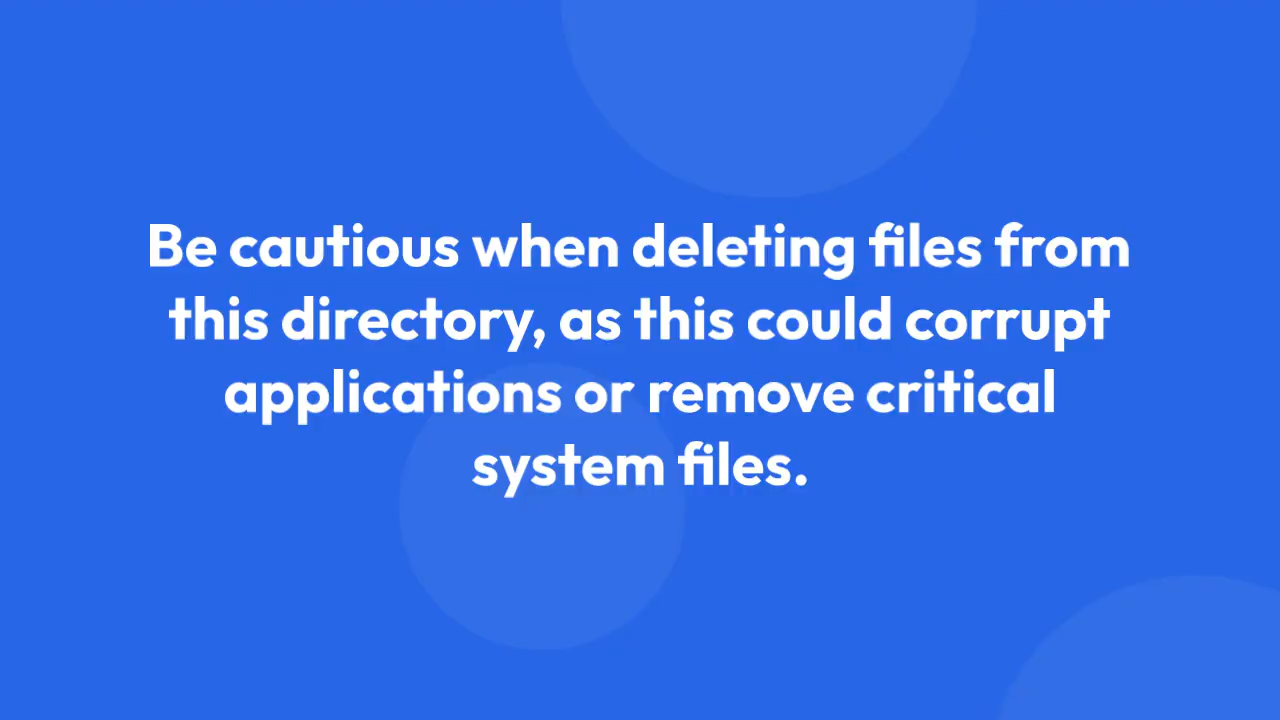 Be cautious when deleting files from
this directory, as this could corrupt
applications or remove critical
system files.